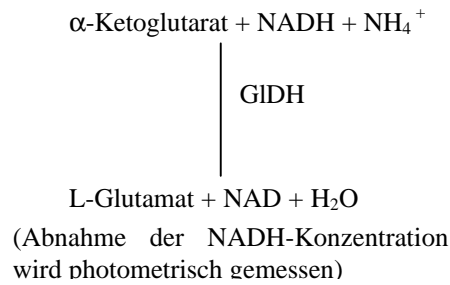 α-Ketoglutarat + NADH + NH₄⁺
GlDH
L-Glutamat + NAD + H₂O
(Abnahme der NADH-Konzentration
wird photometrisch gemessen)